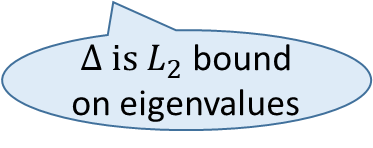 Δ is L₂ bound
on eigenvalues